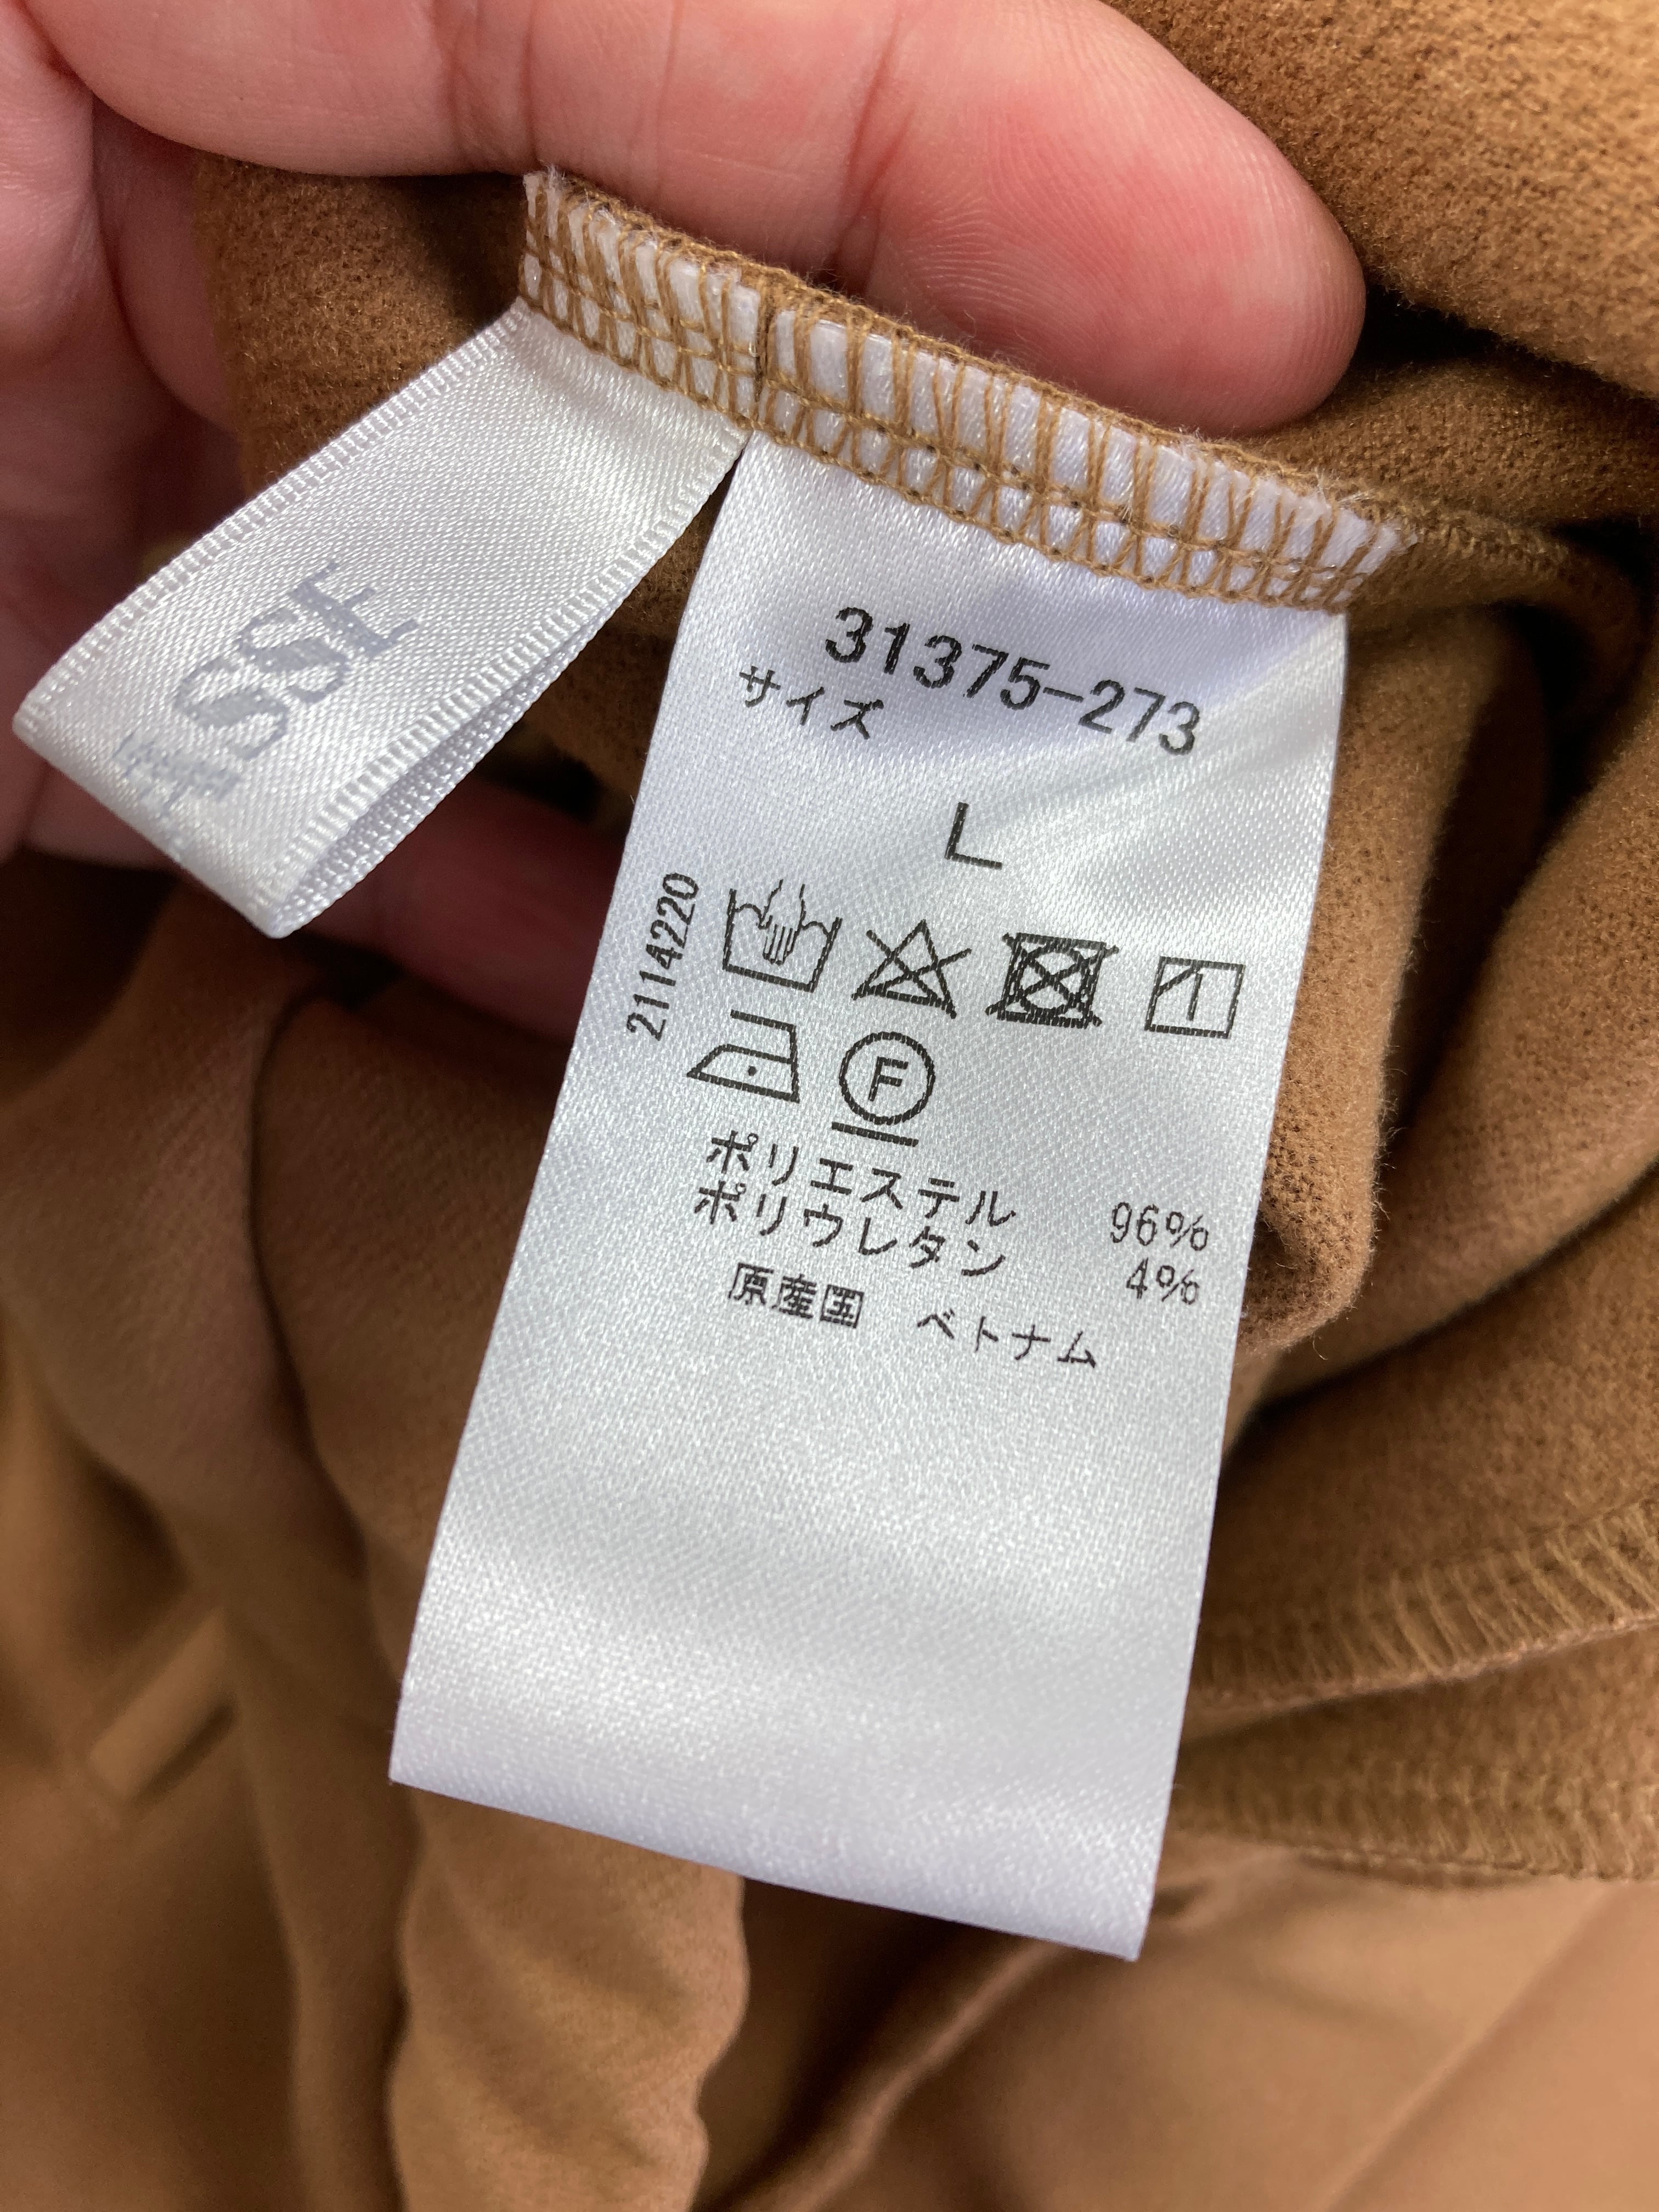 31375-273
サイズ
L
2114220
F
ポリエステル 96%
ポリウレタン 4%
原産国 ベトナム